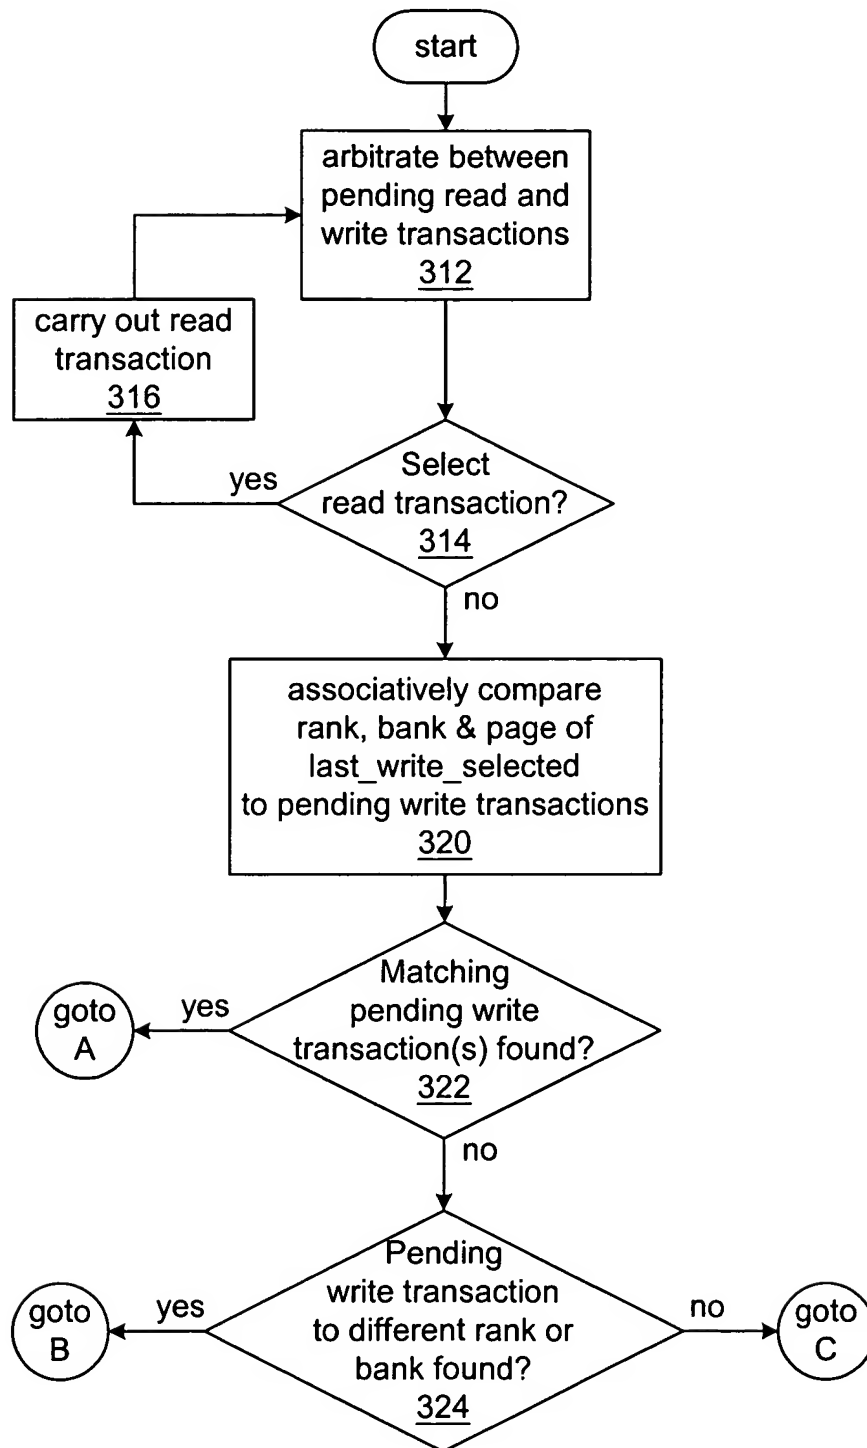 start
arbitrate between
pending read and
write transactions
312
carry out read
transaction
316
yes
Select
read transaction?
314
no
associatively compare
rank, bank & page of
last_write_selected
to pending write transactions
320
goto
A
yes
Matching
pending write
transaction(s) found?
322
no
goto
B
yes
Pending
write transaction
to different rank or
bank found?
324
no
goto
C